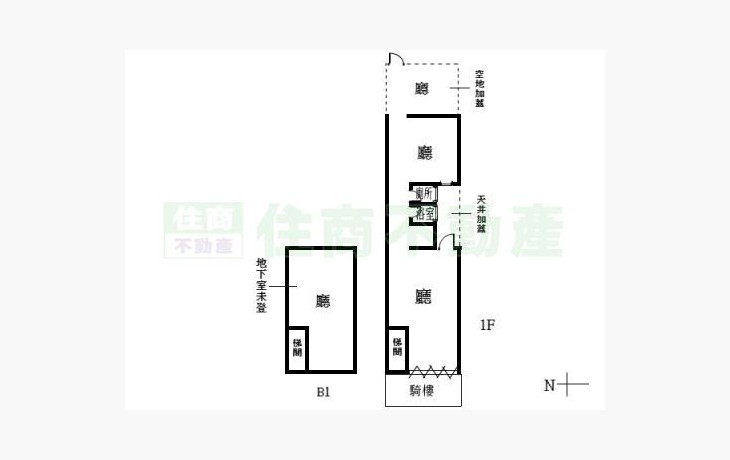 廳
空地加蓋
廳
廁所
浴室
天井加蓋
住商
不動產
住商不動產
地下室未登
廳
廳
1F
梯間
梯間
騎樓
B1
N